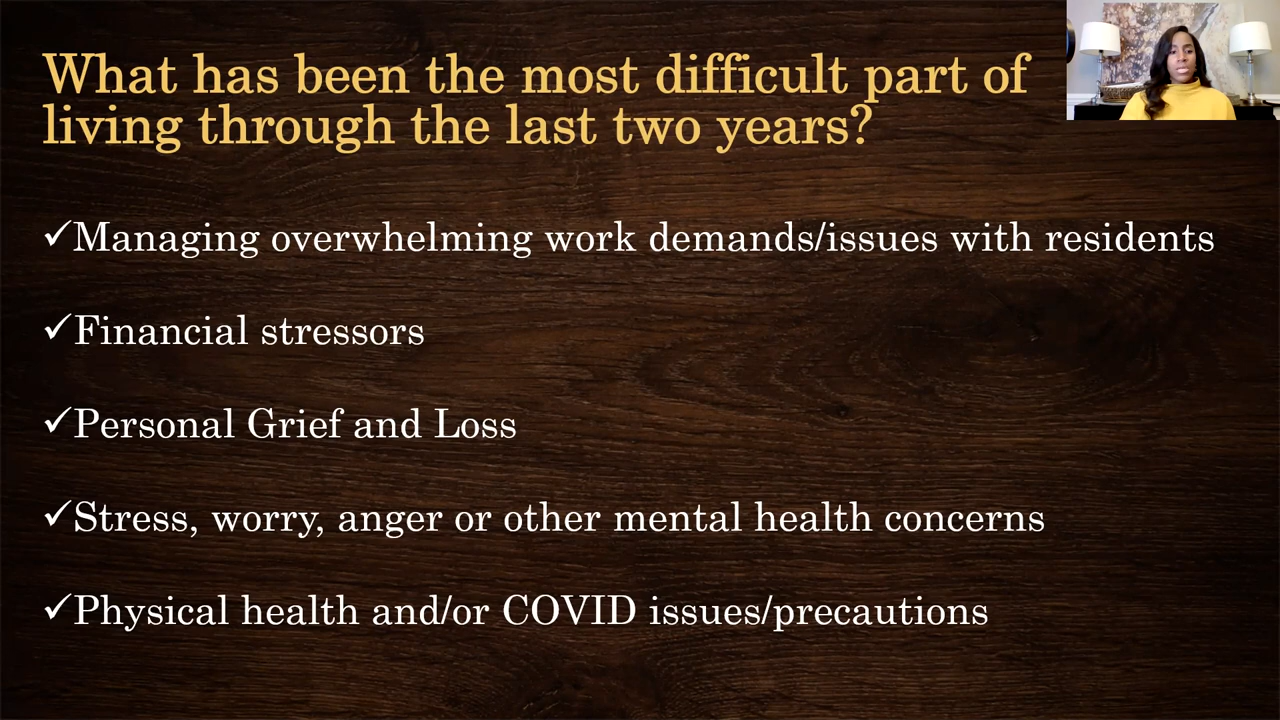 What has been the most difficult part of
living through the last two years?
✓Managing overwhelming work demands/issues with residents
✓Financial stressors
✓Personal Grief and Loss
✓Stress, worry, anger or other mental health concerns
✓Physical health and/or COVID issues/precautions